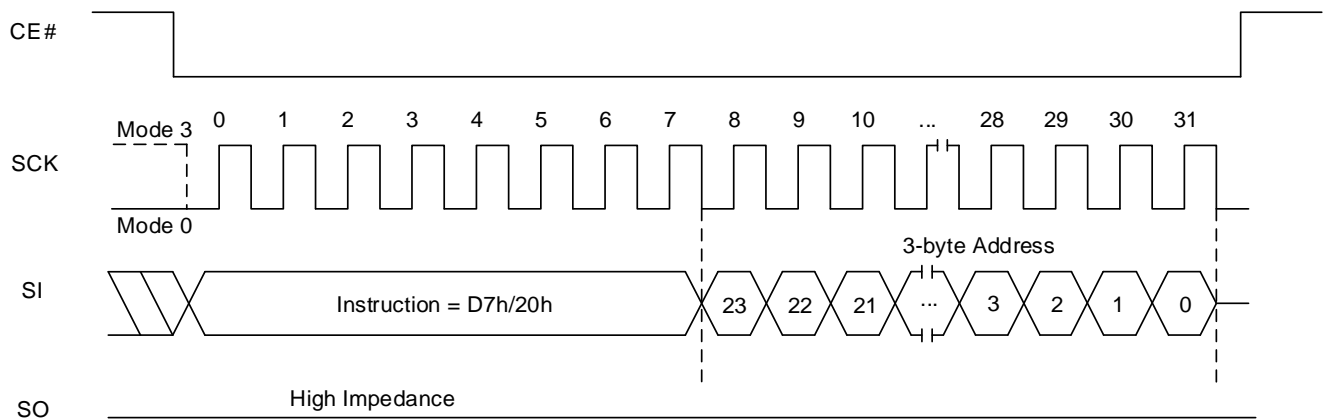 CE#
0 1 2 3 4 5 6 7 8 9 10 ... 28 29 30 31
Mode 3
SCK
Mode 0
3-byte Address
SI
Instruction = D7h/20h 23 22 21 ... 3 2 1 0
High Impedance
SO